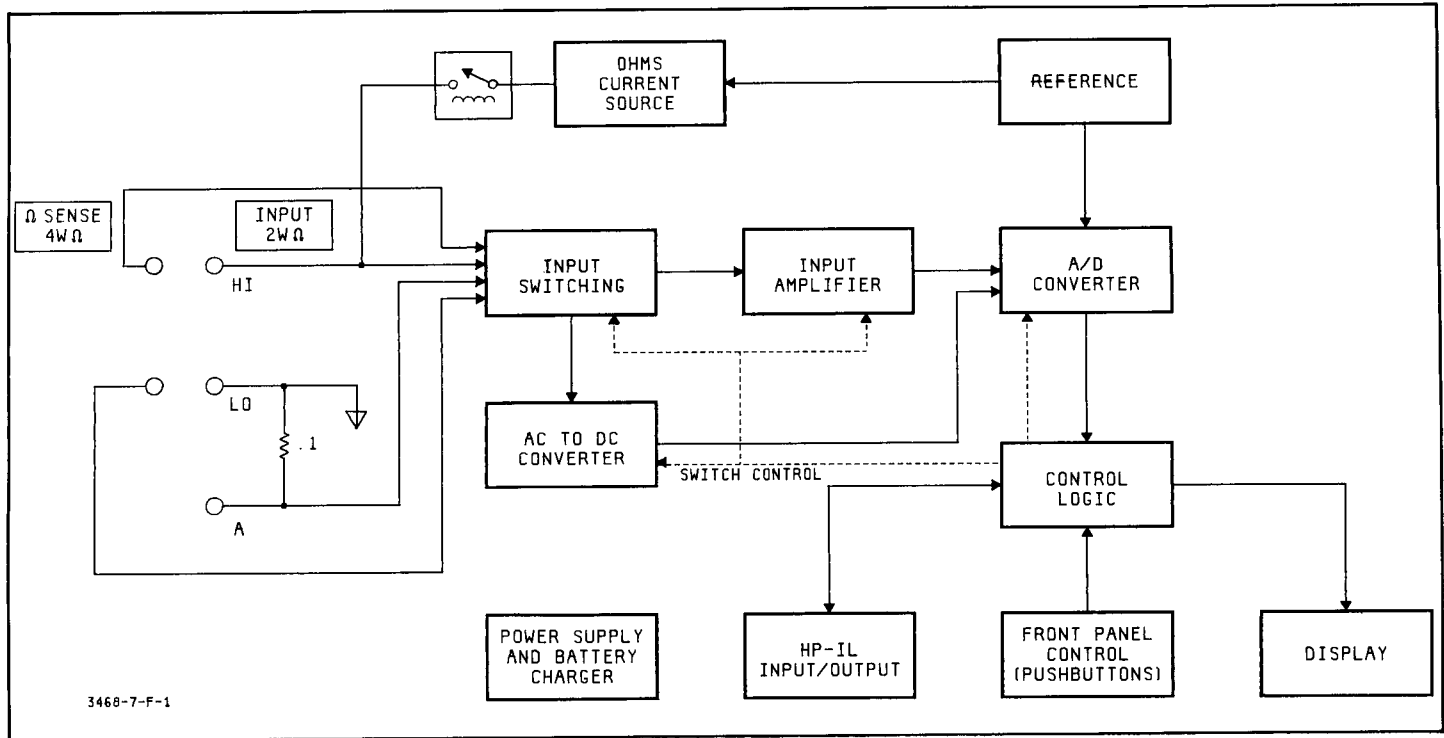 OHMS
CURRENT
SOURCE
REFERENCE
Ω SENSE
4WΩ
INPUT
2WΩ
HI
INPUT
SWITCHING
INPUT
AMPLIFIER
A/D
CONVERTER
LO
.1
A
AC TO DC
CONVERTER
SWITCH CONTROL
CONTROL
LOGIC
POWER SUPPLY
AND BATTERY
CHARGER
HP-IL
INPUT/OUTPUT
FRONT PANEL
CONTROL
(PUSHBUTTONS)
DISPLAY
3468-7-F-1